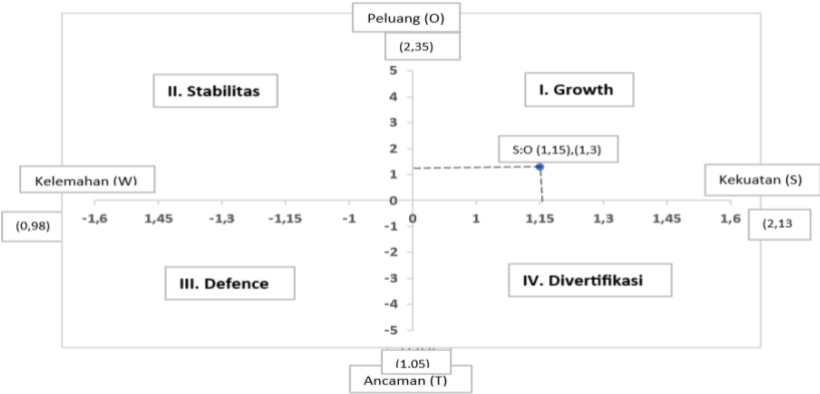 Peluang (O)
(2,35)
II. Stabilitas
I. Growth
5
4
3
2
1
0
-1
-2
-3
-4
-5
S:O (1,15),(1,3)
Kelemahan (W)
Kekuatan (S)
(0,98)
-1,6 1,45 -1,3 -1,15 -1 0 1 1,15 1,3 1,45 1,6
(2,13
III. Defence
IV. Divertifikasi
(1.05)
Ancaman (T)